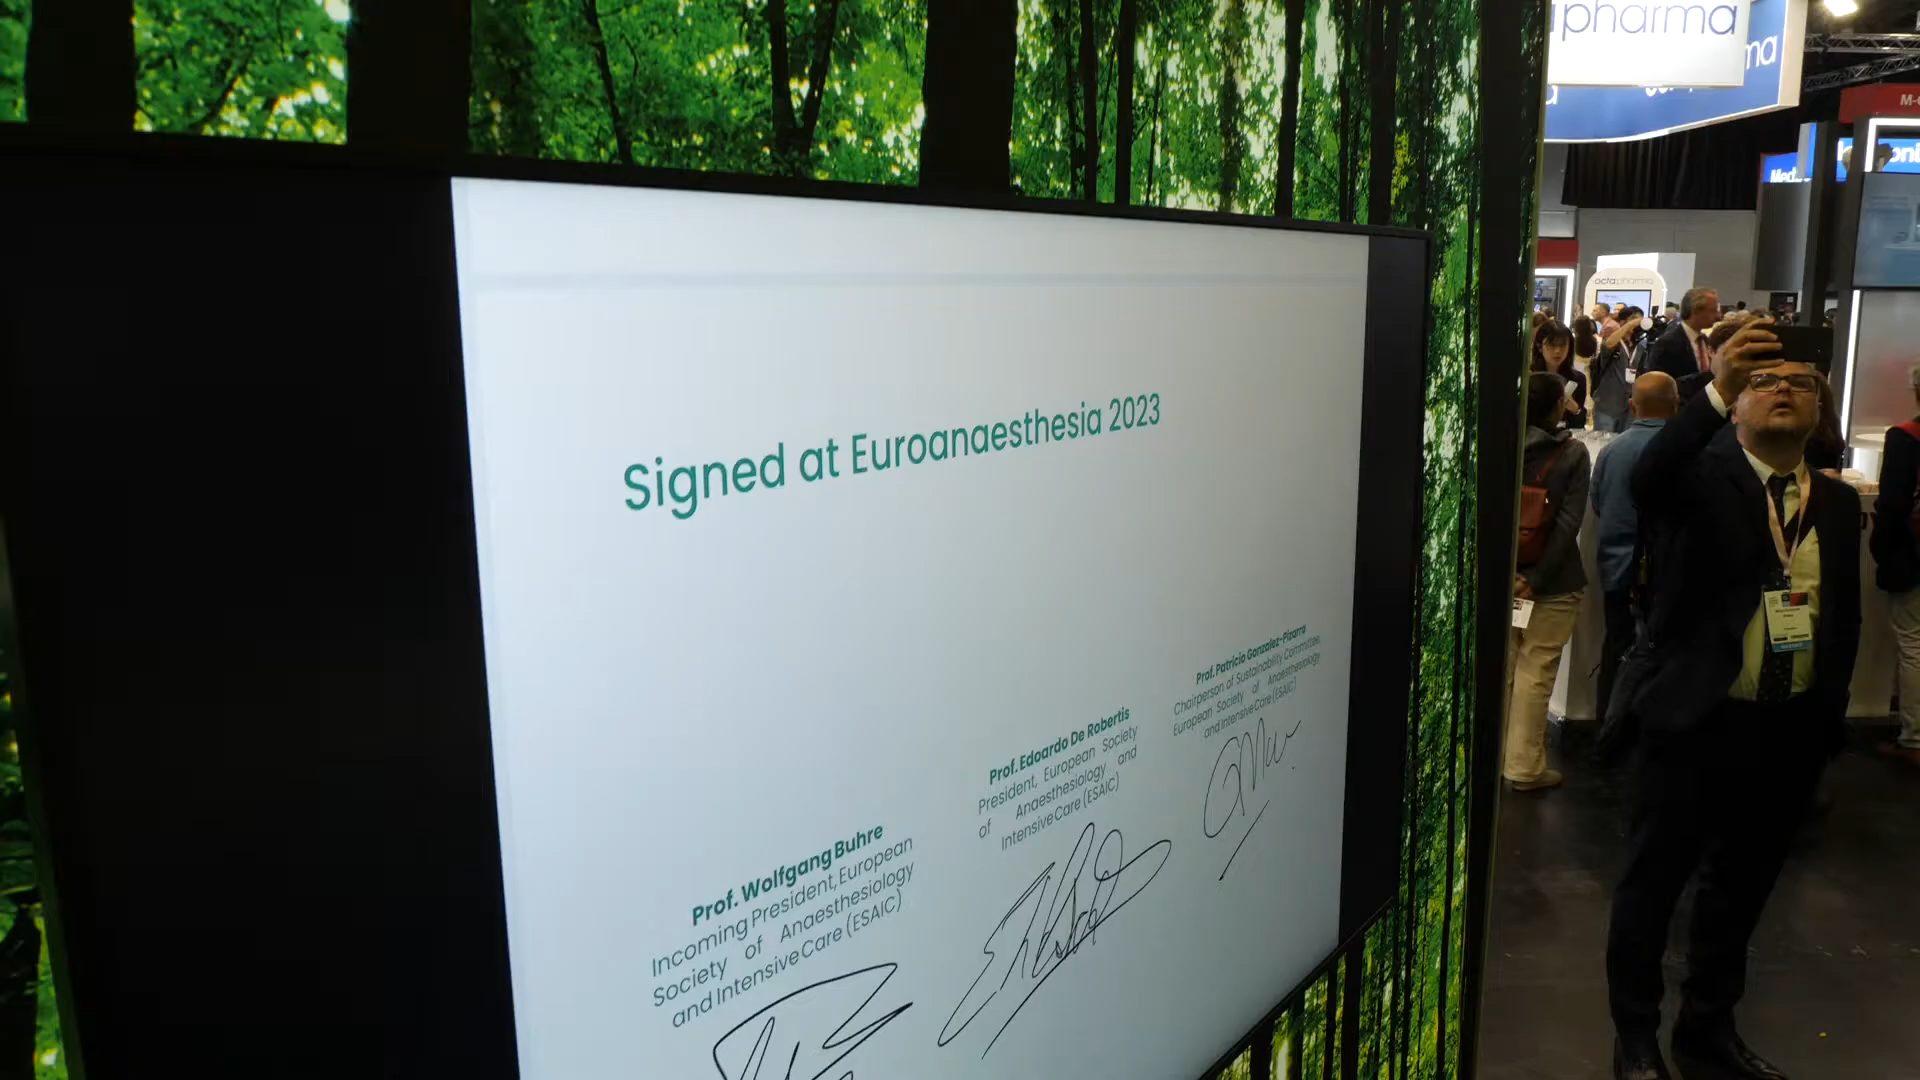 Signed at Euroanaesthesia 2023
Prof. Wolfgang Buhre
Incoming President, European
Society of Anaesthesiology
and Intensive Care (ESAIC)
Prof. Edoardo De Robertis
President, European Society
of Anaesthesiology and
Intensive Care (ESAIC)
Prof. Patricio Gonzalez-Pizarro
Chairperson of Sustainability Committee,
European Society of Anaesthesiology
and Intensive Care (ESAIC)
pharma
ma
octapharma